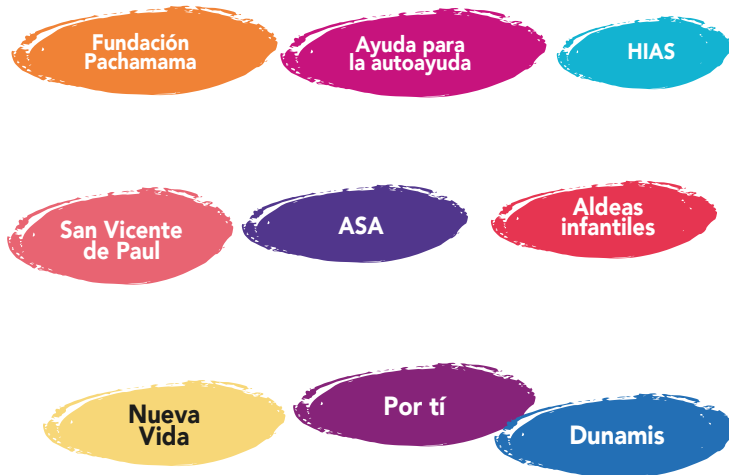 Fundación
Pachamama
Ayuda para
la autoayuda
HIAS
San Vicente
de Paul
ASA
Aldeas
infantiles
Nueva
Vida
Por tí
Dunamis